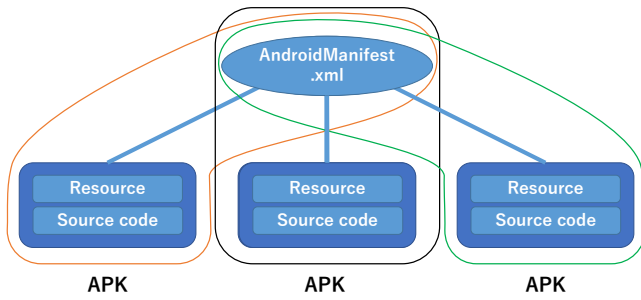 AndroidManifest
.xml
Resource
Source code
Resource
Source code
Resource
Source code
APK
APK
APK